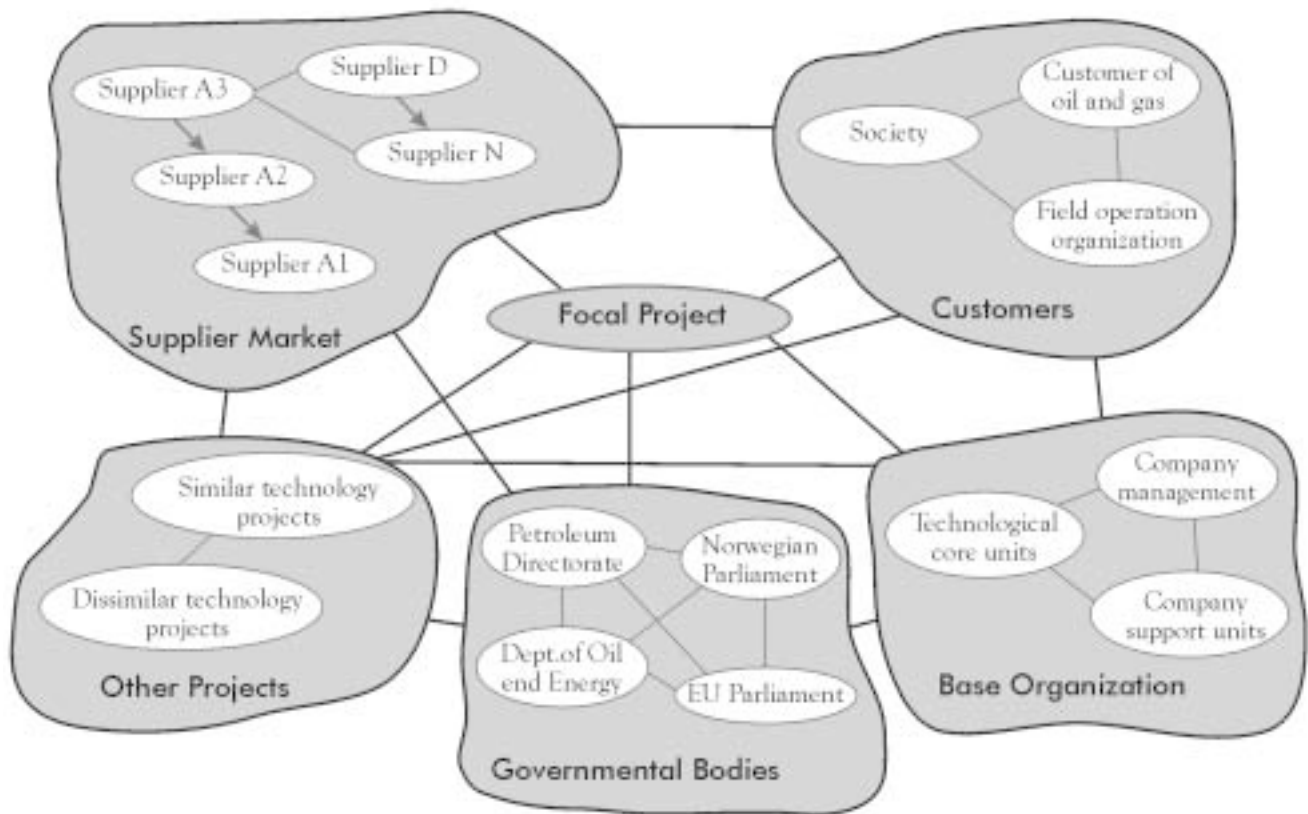 Supplier D
Supplier A3
Supplier N
Supplier A2
Supplier A1
Supplier Market
Customer of
oil and gas
Society
Field operation
organization
Customers
Focal Project
Similar technology
projects
Dissimilar technology
projects
Other Projects
Petroleum
Directorate
Norwegian
Parliament
Dept.of Oil
end Energy
EU Parliament
Governmental Bodies
Company
management
Technological
core units
Company
support units
Base Organization